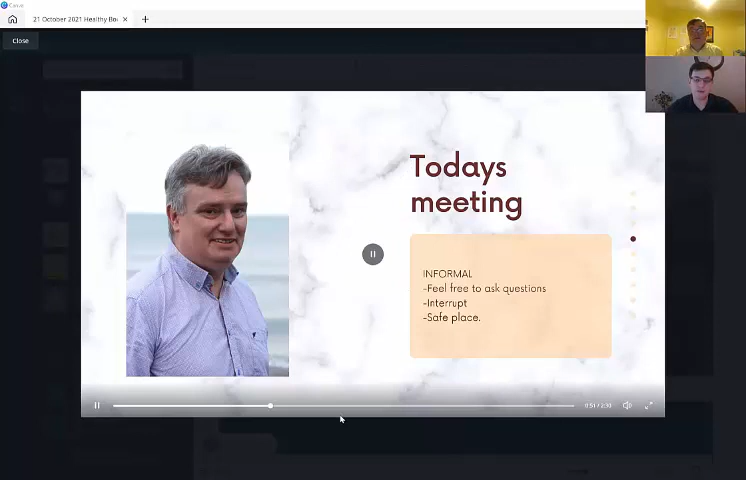 Canva
21 October 2021 Healthy Bo
Close
Todays
meeting
INFORMAL
-Feel free to ask questions
-Interrupt
-Safe place.
0:51 / 2:30